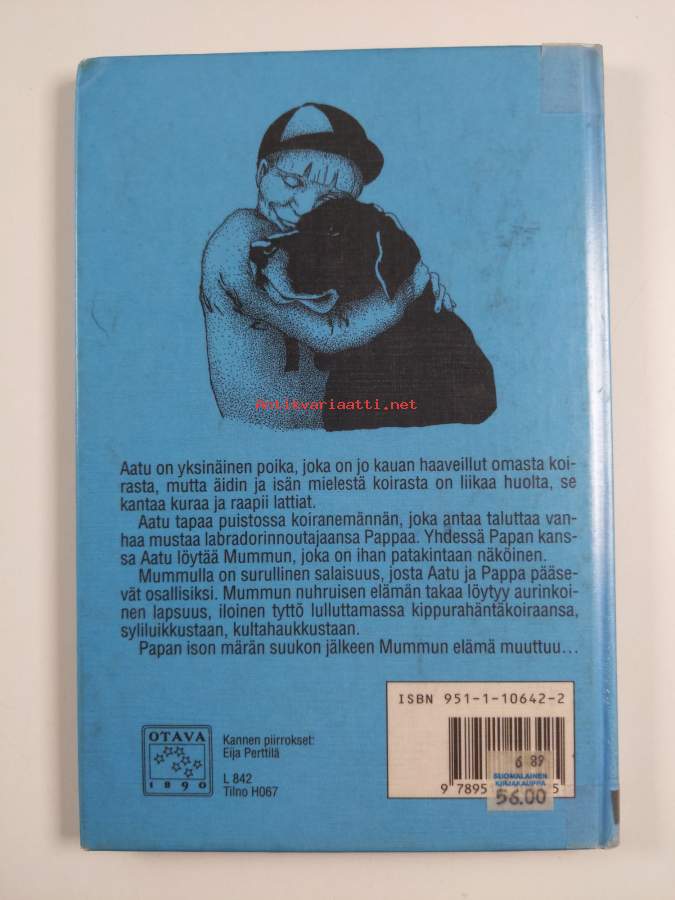 Antikvariaatti.net
Aatu on yksinäinen poika, joka on jo kauan haaveillut omasta koi-
rasta, mutta äidin ja isän mielestä koirasta on liikaa huolta, se
kantaa kuraa ja raapii lattiat.
Aatu tapaa puistossa koiranemännän, joka antaa taluttaa van-
haa mustaa labradorinnoutajaansa Pappaa. Yhdessä Papan kans-
sa Aatu löytää Mummun, joka on ihan patakintaan näköinen.
Mummulla on surullinen salaisuus, josta Aatu ja Pappa pääse-
vät osallisiksi. Mummun nuhruisen elämän takaa löytyy aurinkoi-
nen lapsuus, iloinen tyttö lulluttamassa kippurahäntäkoiraansa,
syliluikkustaan, kultahaukkustaan.
Papan ison märän suukon jälkeen Mummun elämä muuttuu...
ISBN 951-1-10642-2
OTAVA
1890
Kannen piirrokset:
Eija Perttilä
L 842
Tilno H067
6 89
SUOMALAINEN
KIRJAKAUPPA
56.00
9 7895 5